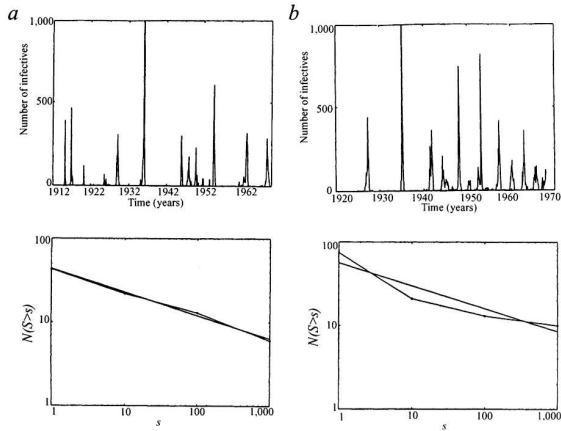 a
Number of infectives
1,000
500
0
1912 1922 1932 1942 1952 1962
Time (years)
b
Number of infectives
1,000
500
0
1920 1930 1940 1950 1960 1970
Time (years)
N(S>s)
100
10
1
1 10 100 1,000
s
N(S>s)
100
10
1
1 10 100 1,000
s